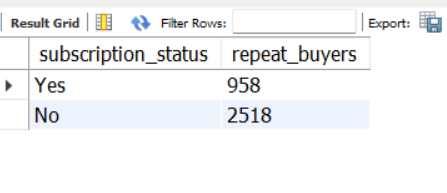 Result Grid Filter Rows: Export:
subscription_status repeat_buyers
Yes 958
No 2518